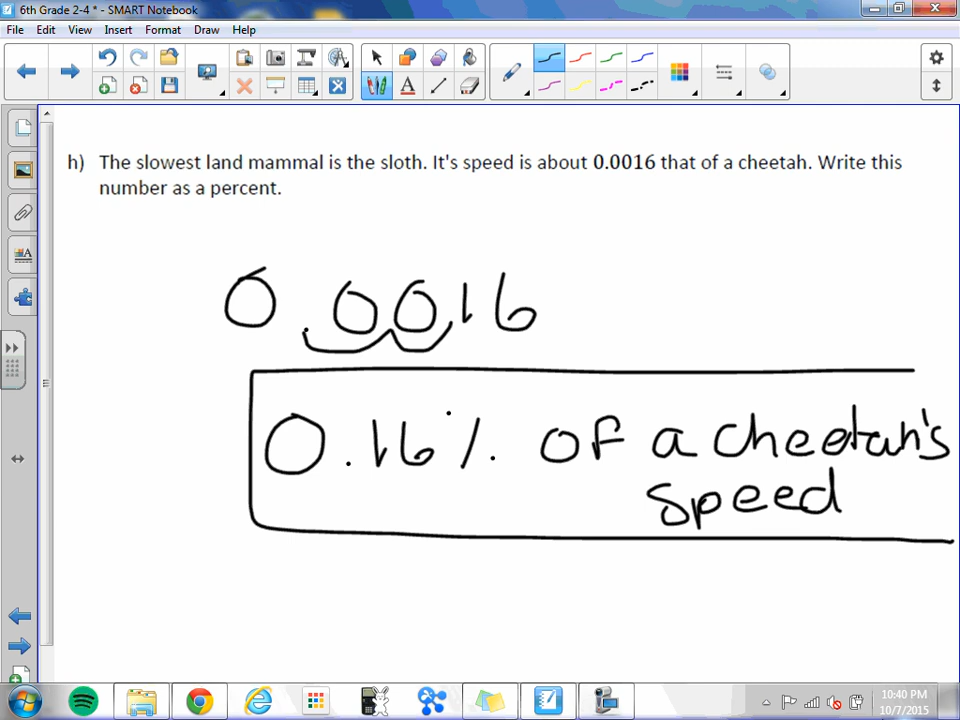 6th Grade 2-4 * - SMART Notebook
File Edit View Insert Format Draw Help
h) The slowest land mammal is the sloth. It's speed is about 0.0016 that of a cheetah. Write this
number as a percent.
0.0016
0.16% of a cheetah's
speed
10:40 PM
10/7/2015